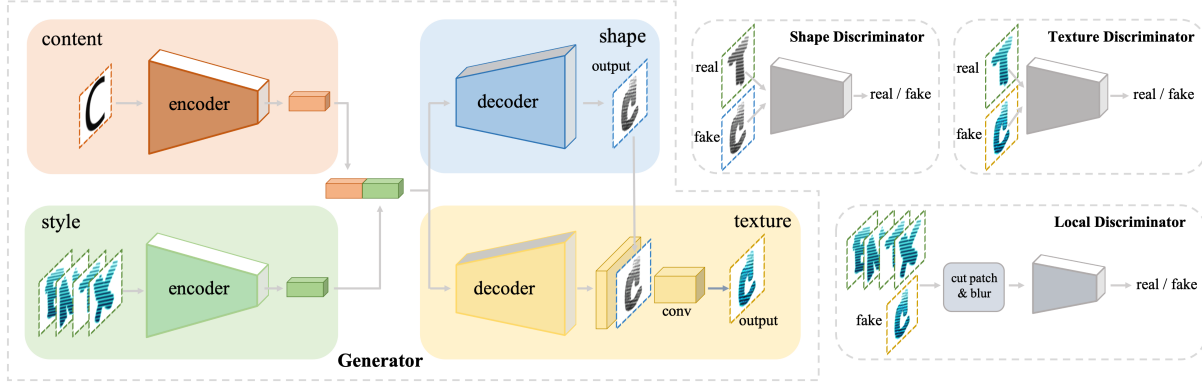 content
encoder
style
encoder
shape
output
decoder
texture
decoder
conv
output
Generator
Shape Discriminator
real
fake
real / fake
Texture Discriminator
real
fake
real / fake
Local Discriminator
fake
cut patch
& blur
real / fake